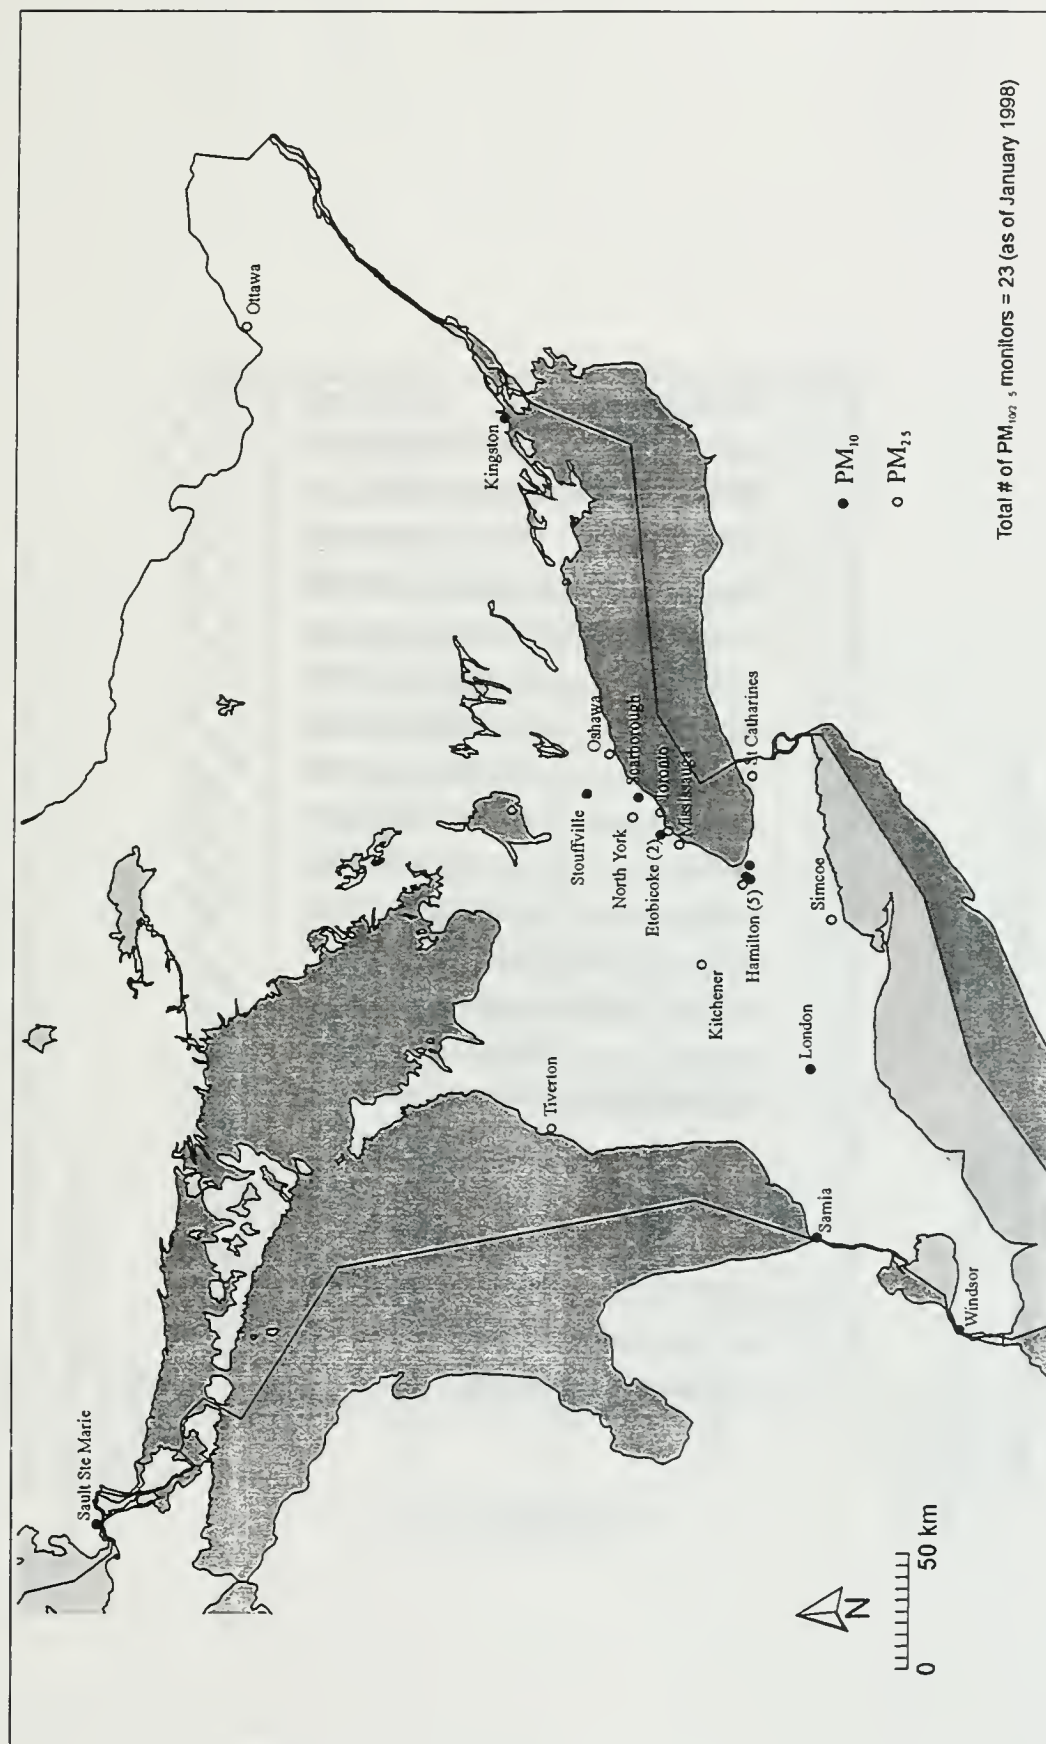 Sault Ste Marie
Ottawa
Kingston
Oshawa
Scarborough
Stouffville
Toronto
North York
Mississauga
Etobicoke (2)
St Catharines
Hamilton (5)
Kitchener
Simcoe
Tiverton
London
Sarnia
Windsor
PM₁₀
PM₂.₅
Total # of PM₁₀/₂.₅ monitors = 23 (as of January 1998)
N
0 50 km